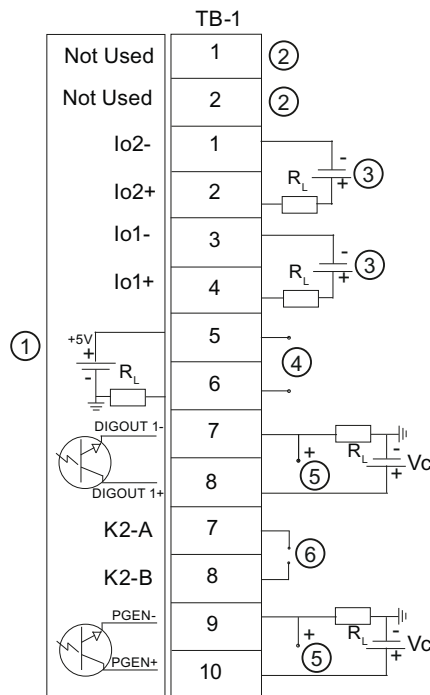 TB-1
Not Used 1 2
Not Used 2 2
Io2- 1 -
RL + 3
Io2+ 2
Io1- 3 -
RL + 3
Io1+ 4
1 +5V 5
+ - RL 4
6
DIGOUT 1- 7 + RL - Vc
5 +
DIGOUT 1+ 8
K2-A 7
6
K2-B 8
PGEN- 9 + RL - Vc
5 +
PGEN+ 10